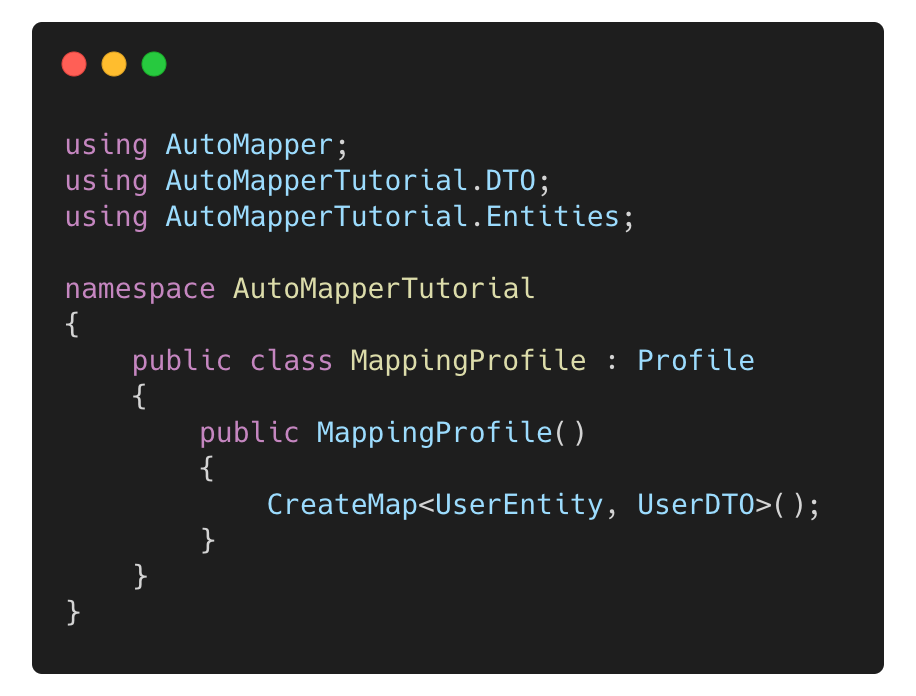 using AutoMapper;
using AutoMapperTutorial.DTO;
using AutoMapperTutorial.Entities;

namespace AutoMapperTutorial
{
    public class MappingProfile : Profile
    {
        public MappingProfile()
        {
            CreateMap<UserEntity, UserDTO>();
        }
    }
}